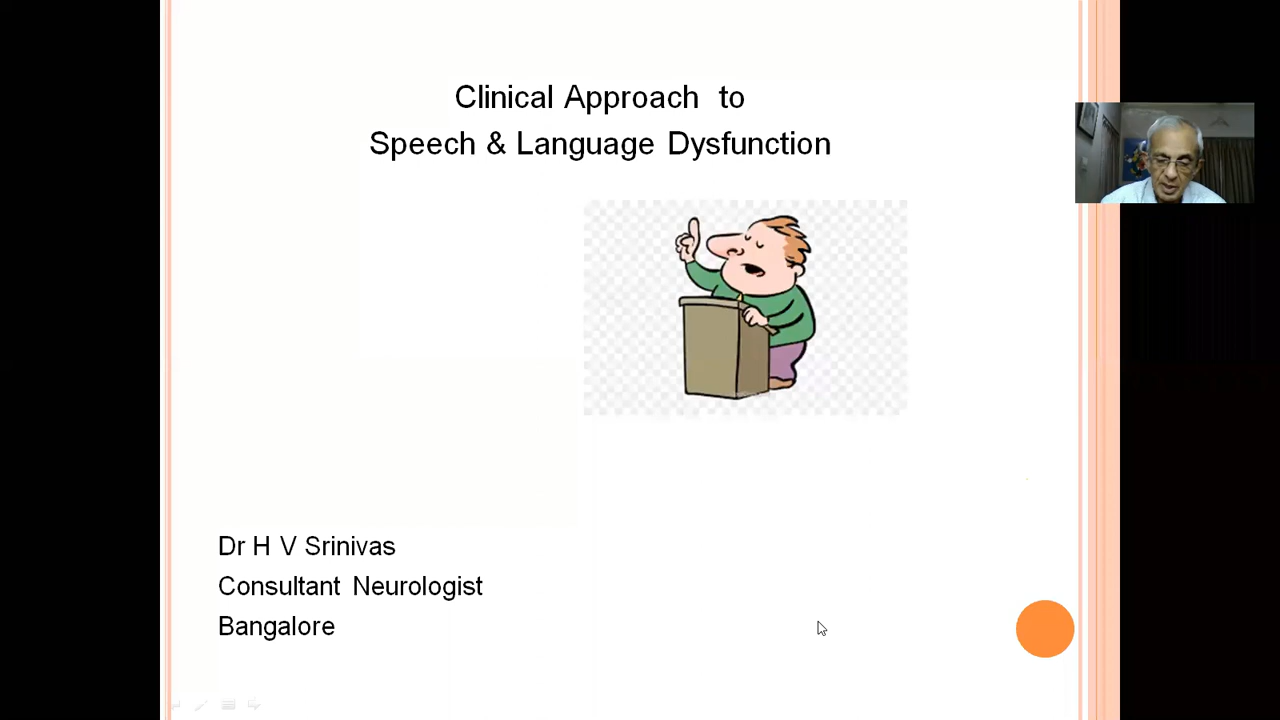 Clinical Approach to
Speech & Language Dysfunction
Dr H V Srinivas
Consultant Neurologist
Bangalore